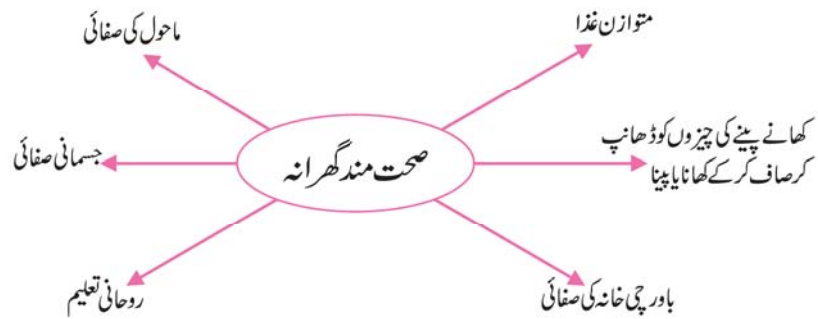 متوازن غذا
ماحول کی صفائی
کھانے پینے کی چیزوں کو ڈھانپ
کر صاف کر کے کھانا یا پینا
صحت مند گھرانہ
جسمانی صفائی
باورچی خانہ کی صفائی
روحانی تعلیم